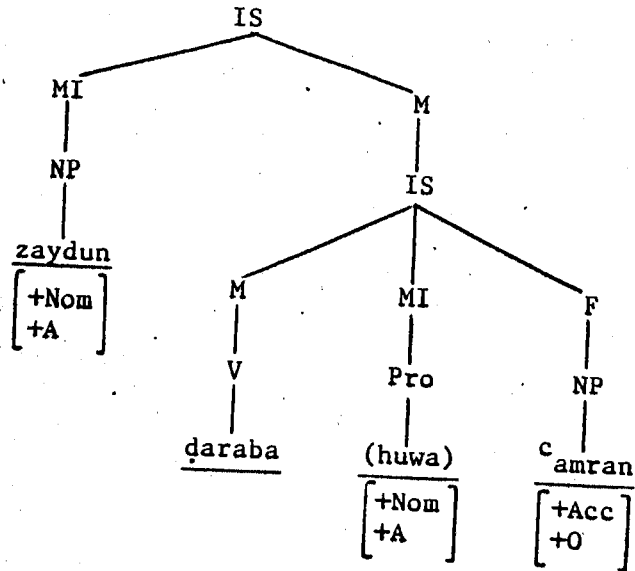 IS
MI M
NP IS
zaydun M MI F
[+Nom
+A] V Pro NP
ḍaraba (huwa) ᶜamran
[+Nom
+A] [+Acc
+O]